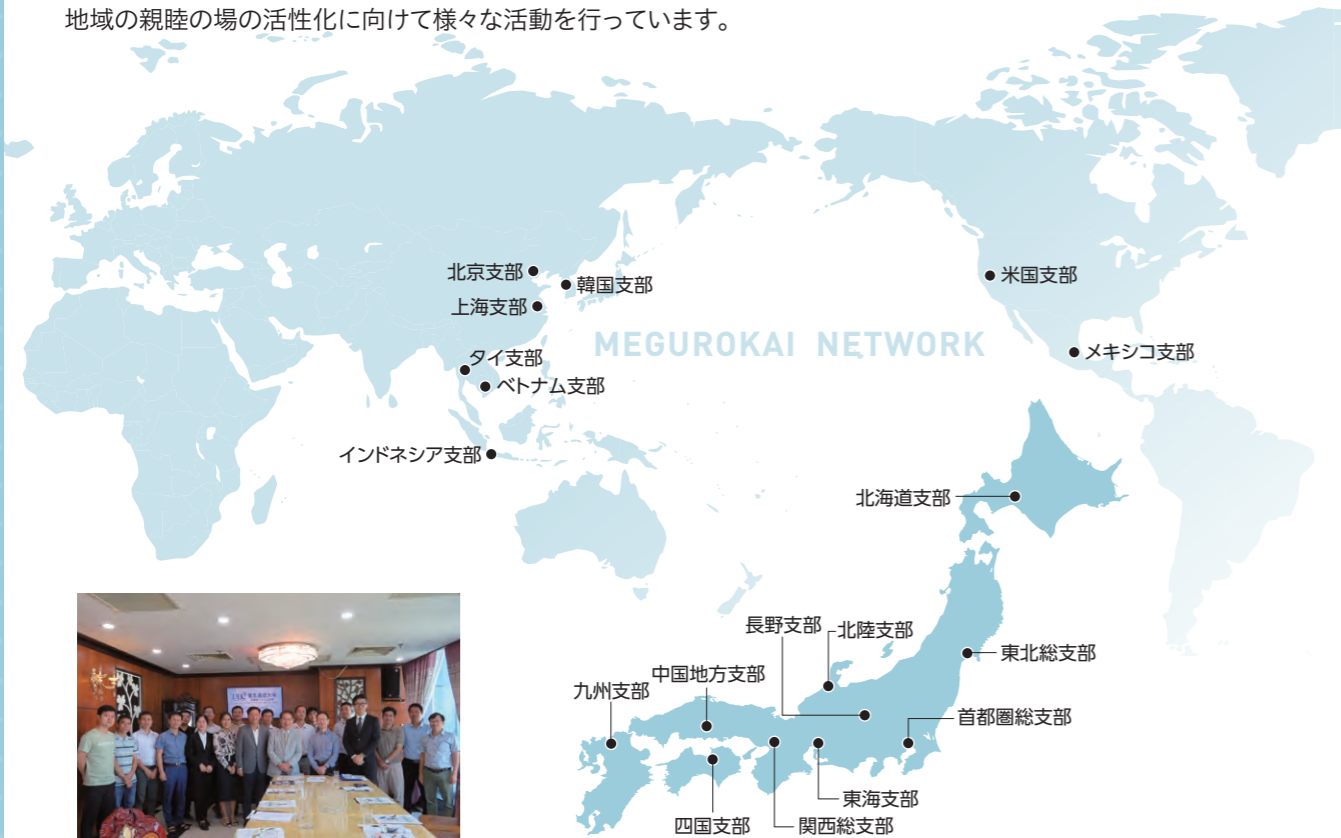 地域の親睦の場の活性化に向けて様々な活動を行っています。
北京支部
韓国支部
上海支部
タイ支部
ベトナム支部
インドネシア支部
米国支部
メキシコ支部
MEGUROKAI NETWORK
北海道支部
長野支部
北陸支部
東北総支部
中国地方支部
九州支部
首都圏総支部
東海支部
四国支部
関西総支部